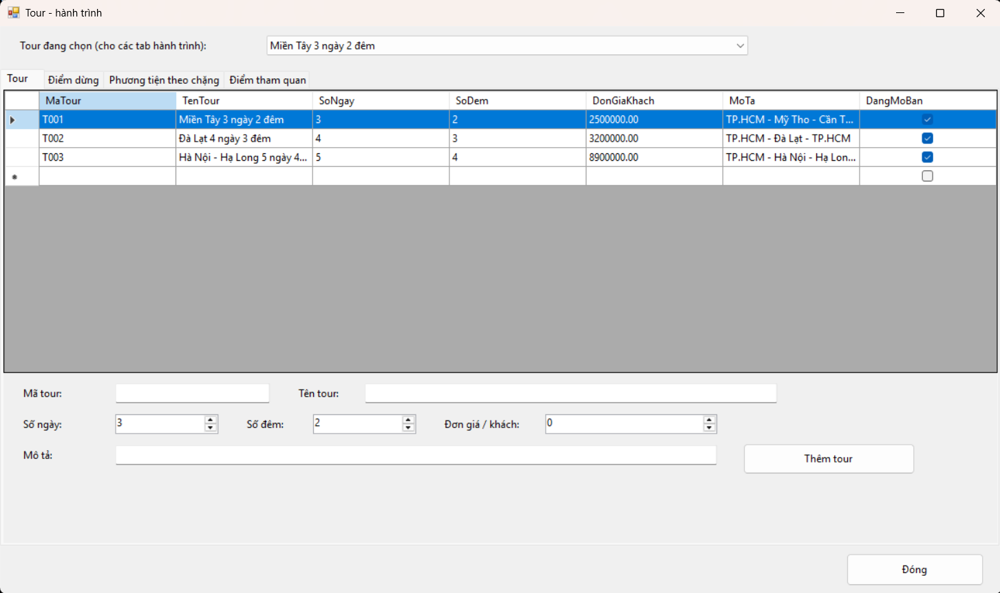 Tour - hành trình
Tour đang chọn (cho các tab hành trình): Miền Tây 3 ngày 2 đêm
Tour Điểm dừng Phương tiện theo chặng Điểm tham quan
MaTour TenTour SoNgay SoDem DonGiaKhach MoTa DangMoBan
T001 Miền Tây 3 ngày 2 đêm 3 2 2500000.00 TP.HCM - Mỹ Tho - Cần T...
T002 Đà Lạt 4 ngày 3 đêm 4 3 3200000.00 TP.HCM - Đà Lạt - TP.HCM
T003 Hà Nội - Hạ Long 5 ngày 4... 5 4 8900000.00 TP.HCM - Hà Nội - Hạ Lon...
Mã tour: Tên tour:
Số ngày: 3 Số đêm: 2 Đơn giá / khách: 0
Mô tả: Thêm tour
Đóng